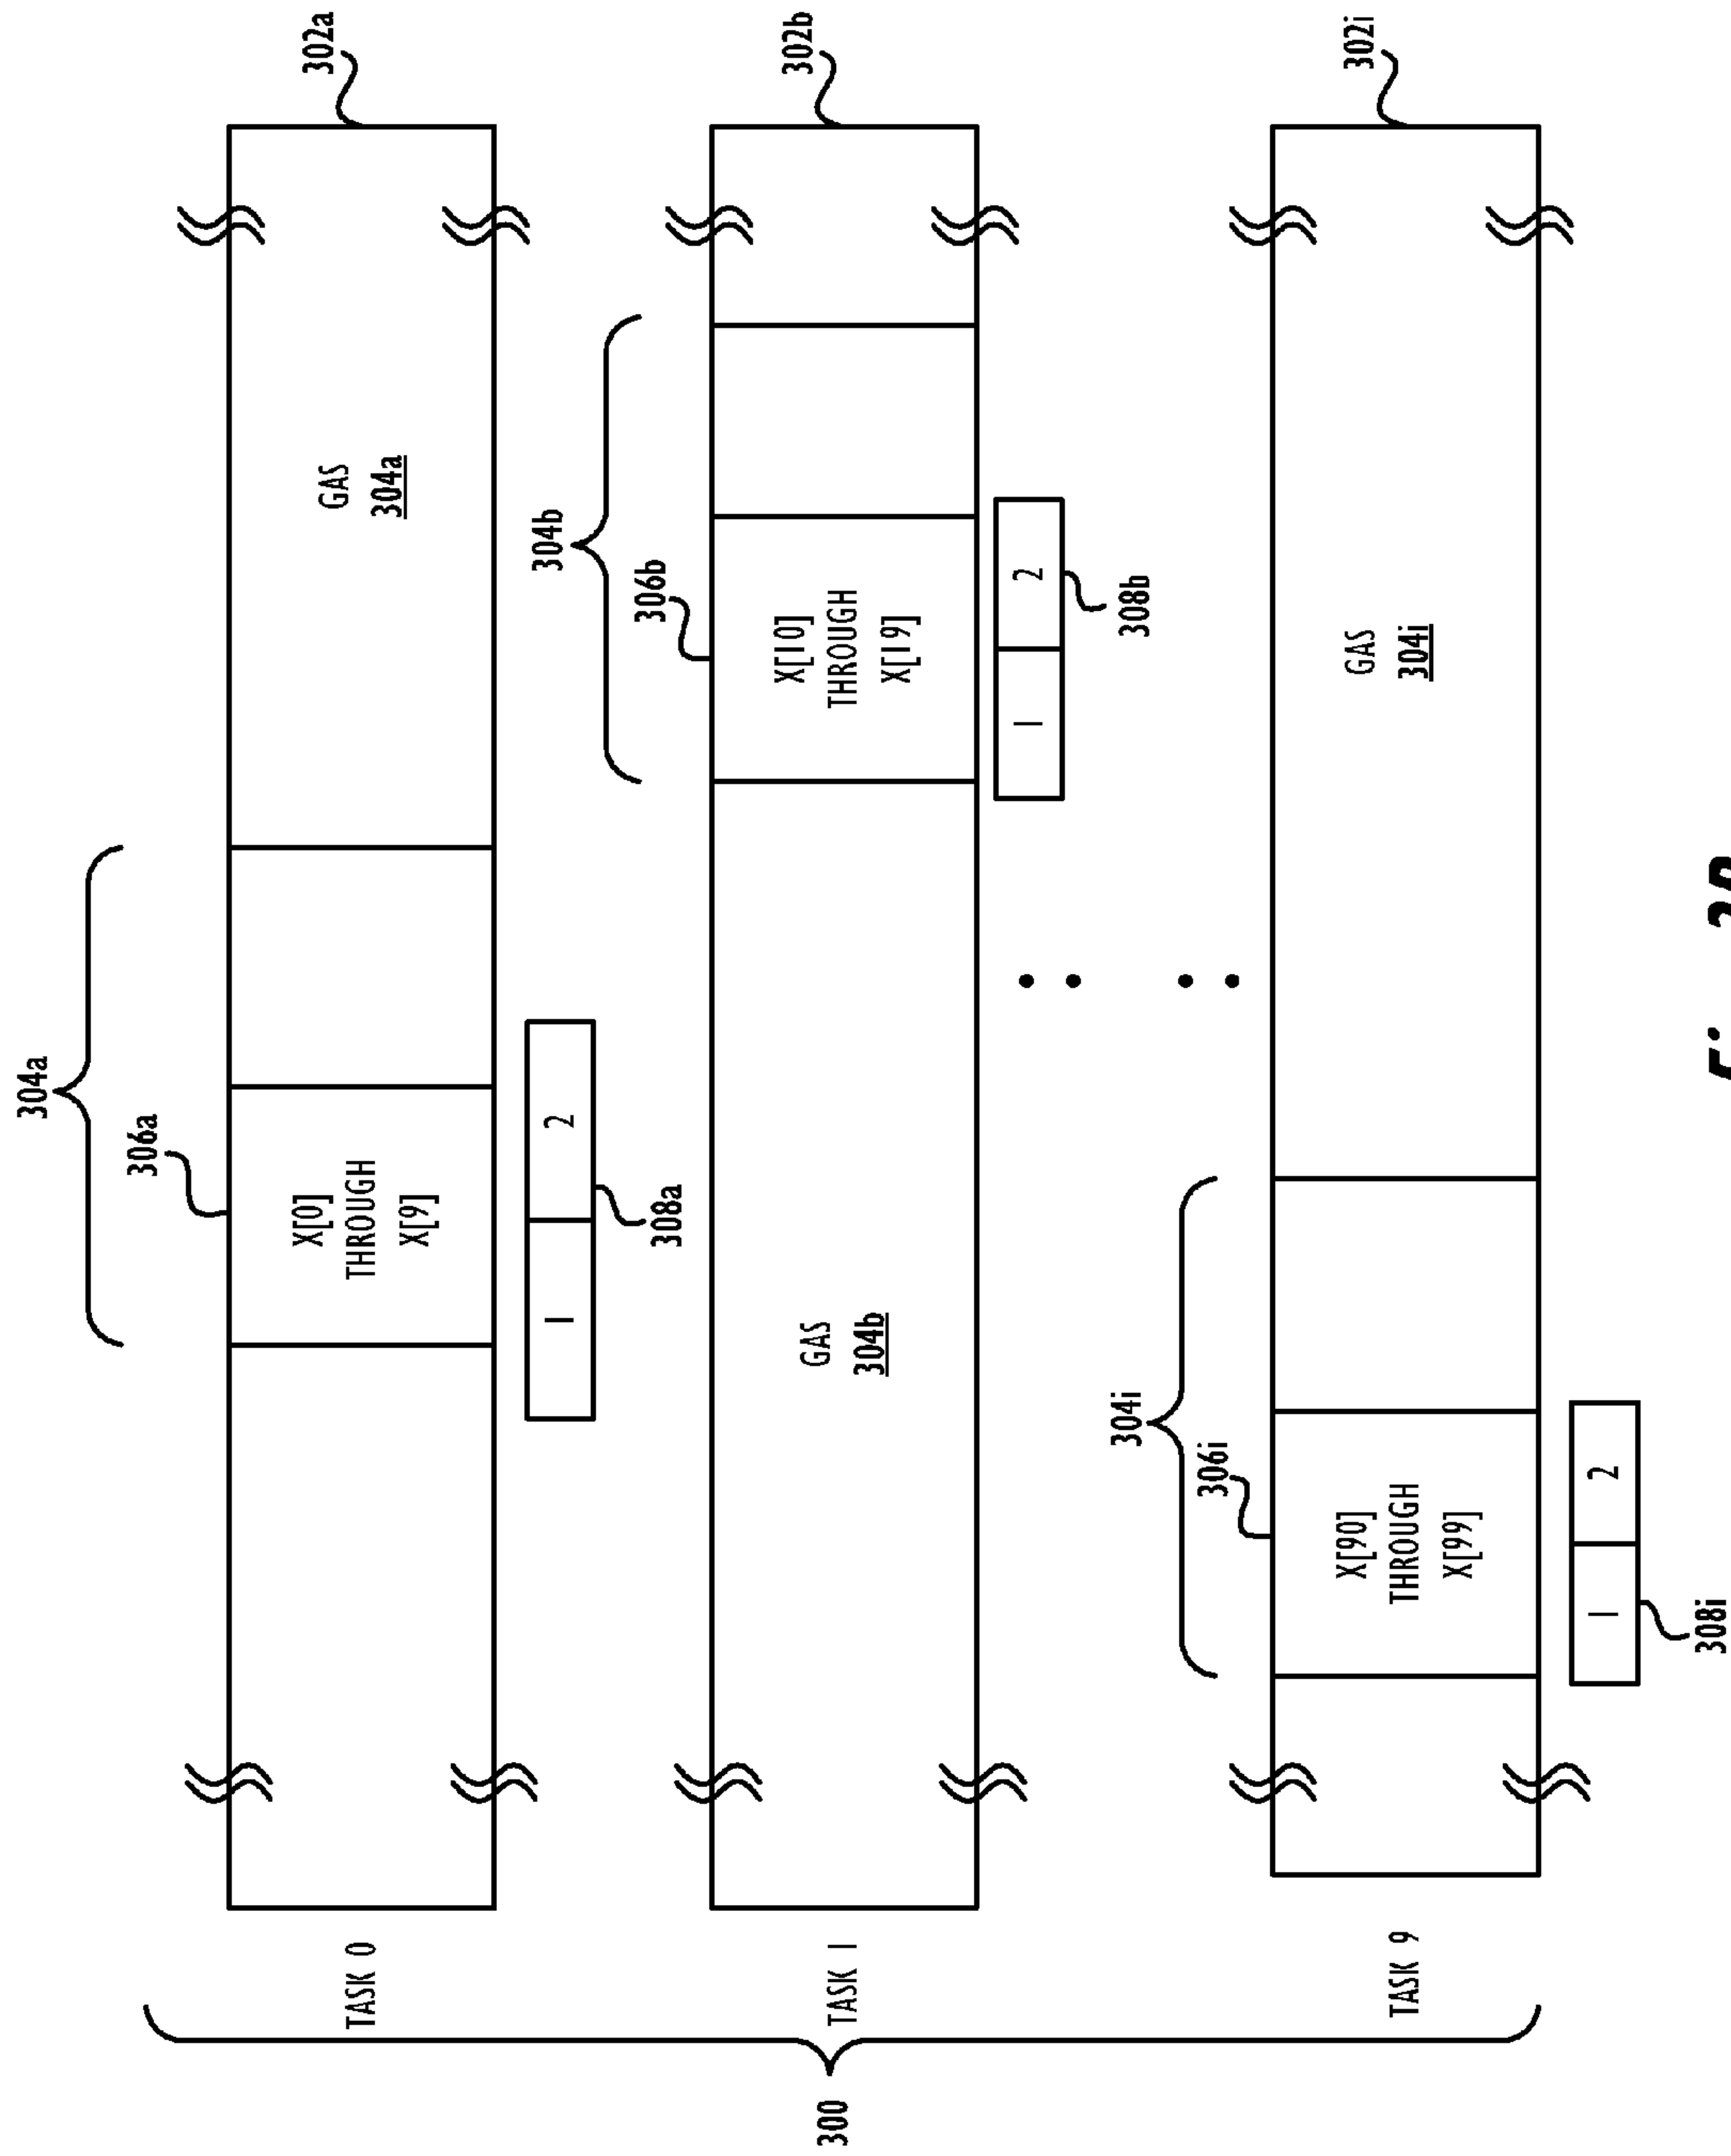 304a
306a
302a
X[0]
THROUGH
X[9]
GAS
304a
TASK 0
1
2
308a
304b
306b
302b
GAS
304b
X[10]
THROUGH
X[19]
TASK 1
300
1
2
308b
304i
306i
302i
X[90]
THROUGH
X[99]
GAS
304i
TASK 9
1
2
308i